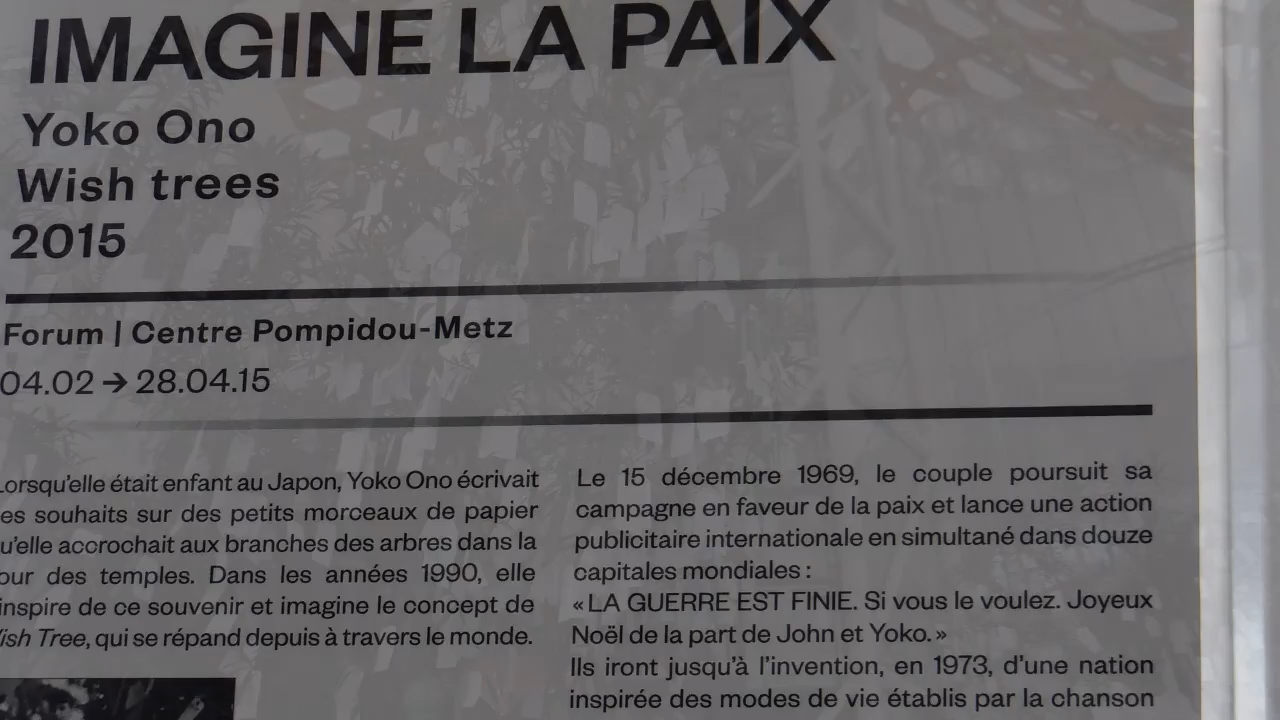 IMAGINE LA PAIX
Yoko Ono
Wish trees
2015
Forum | Centre Pompidou-Metz
04.02 → 28.04.15
Lorsqu'elle était enfant au Japon, Yoko Ono écrivait
es souhaits sur des petits morceaux de papier
u'elle accrochait aux branches des arbres dans la
our des temples. Dans les années 1990, elle
inspire de ce souvenir et imagine le concept de
ish Tree, qui se répand depuis à travers le monde.
Le 15 décembre 1969, le couple poursuit sa
campagne en faveur de la paix et lance une action
publicitaire internationale en simultané dans douze
capitales mondiales :
« LA GUERRE EST FINIE. Si vous le voulez. Joyeux
Noël de la part de John et Yoko. »
Ils iront jusqu'à l'invention, en 1973, d'une nation
inspirée des modes de vie établis par la chanson